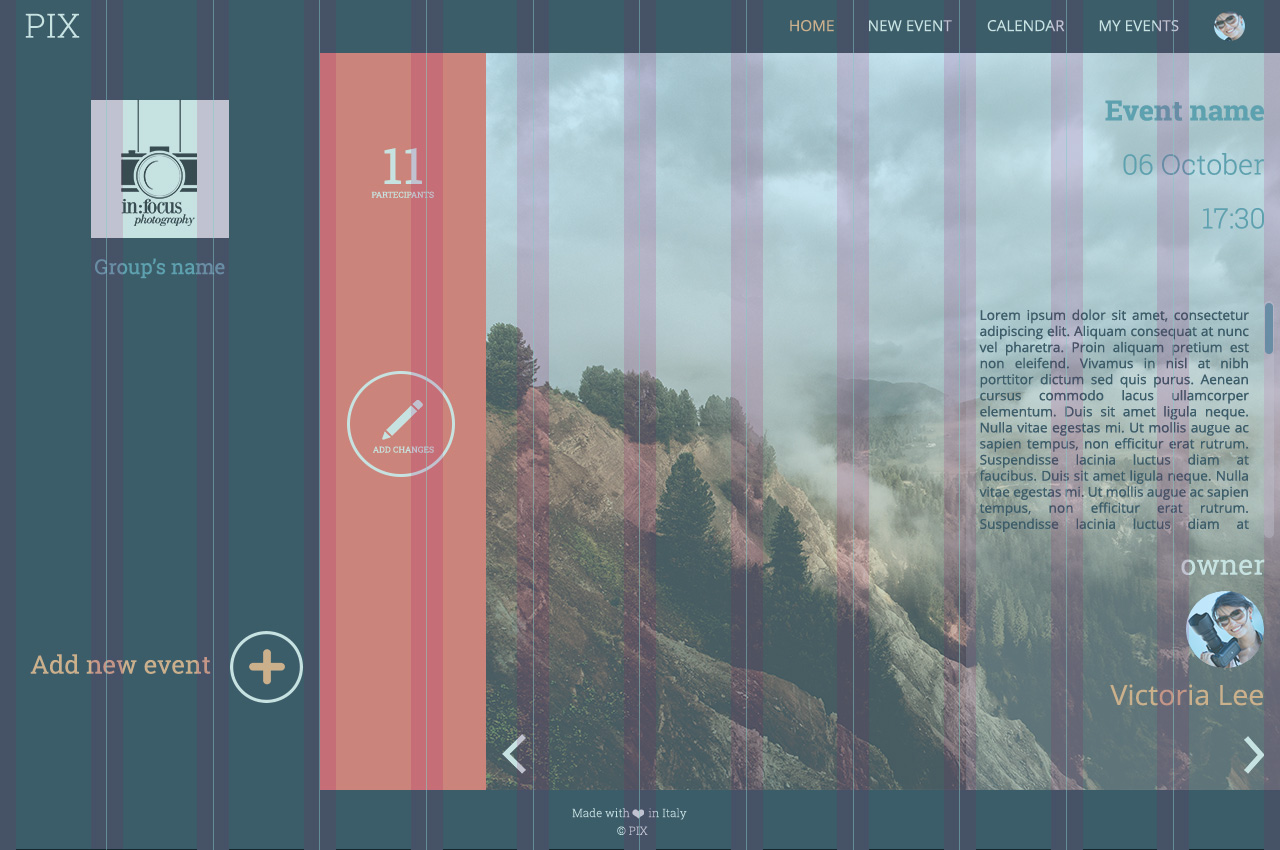 PIX
HOME
NEW EVENT
CALENDAR
MY EVENTS
in:focus
photography
Group's name
11
PARTECIPANTS
ADD CHANGES
Add new event
Event name
06 October
17:30
Lorem ipsum dolor sit amet, consectetur
adipiscing elit. Aliquam consequat at nunc
vel pharetra. Proin aliquam pretium est
non eleifend. Vivamus in nisl at nibh
porttitor dictum sed quis purus. Aenean
cursus commodo lacus ullamcorper
elementum. Duis sit amet ligula neque.
Nulla vitae egestas mi. Ut mollis augue ac
sapien tempus, non efficitur erat rutrum.
Suspendisse lacinia luctus diam at
faucibus. Duis sit amet ligula neque. Nulla
vitae egestas mi. Ut mollis augue ac sapien
tempus, non efficitur erat rutrum.
Suspendisse lacinia luctus diam at
owner
Victoria Lee
Made with ❤ in Italy
© PIX